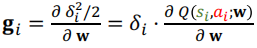 𝐠ᵢ = ∂ δᵢ²/2 / ∂ 𝐰 = δᵢ · ∂ Q(sᵢ,aᵢ;𝐰) / ∂ 𝐰